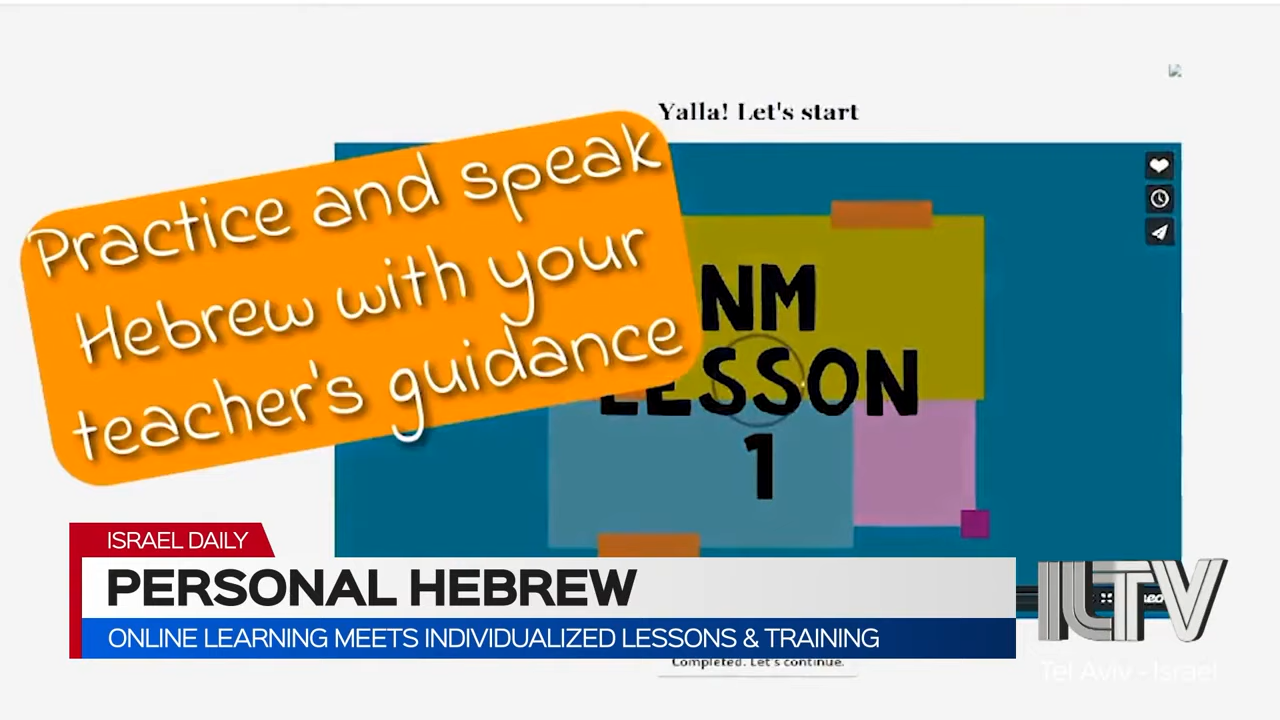 Yalla! Let's start
Practice and speak
Hebrew with your
teacher's guidance
NM
LESSON
1
ISRAEL DAILY
PERSONAL HEBREW
ONLINE LEARNING MEETS INDIVIDUALIZED LESSONS & TRAINING
ILTV
Tel Aviv - Israel
Completed. Let's continue.